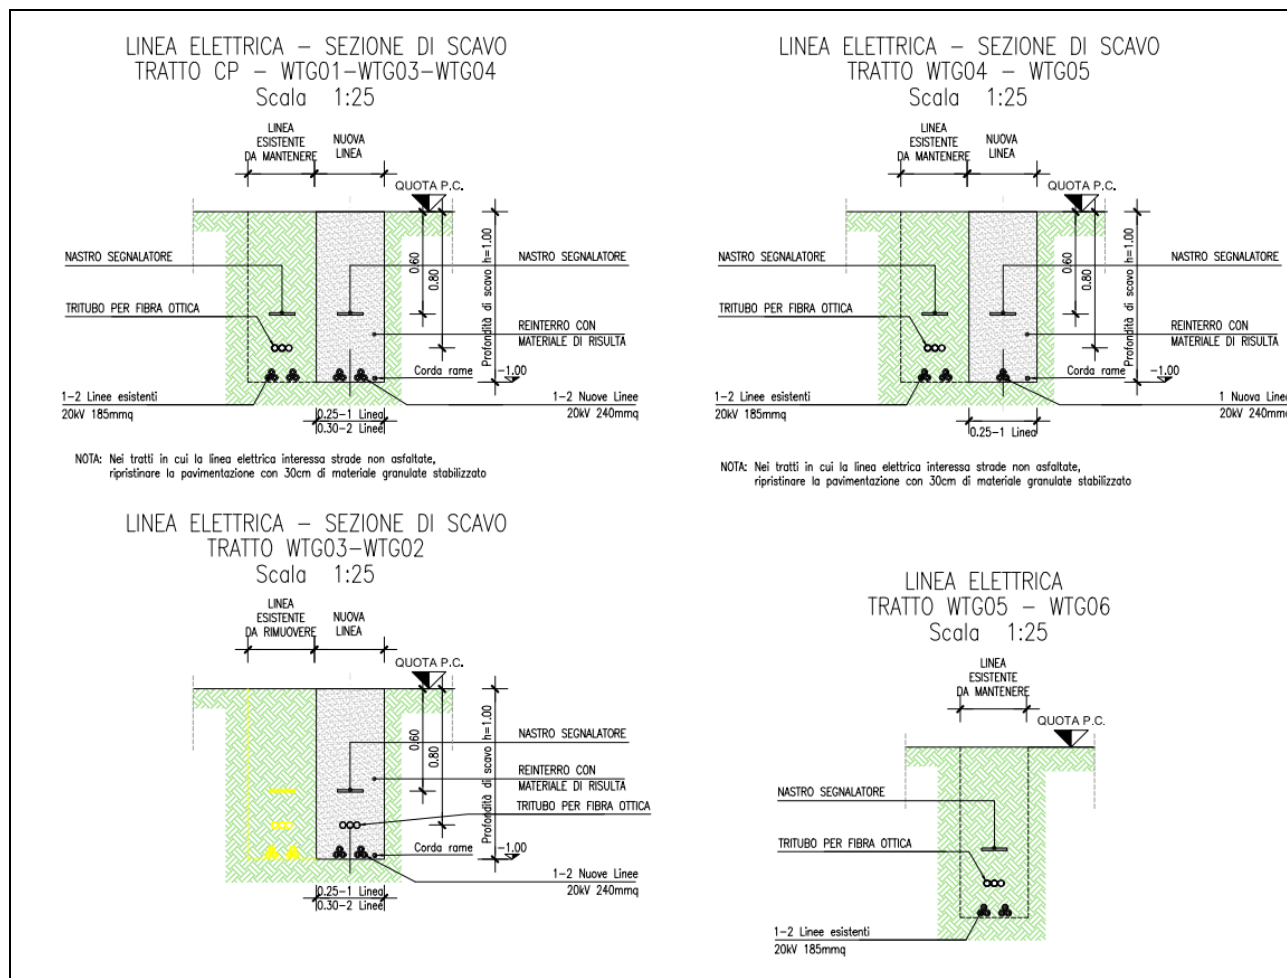 LINEA ELETTRICA – SEZIONE DI SCAVO
TRATTO CP – WTG01–WTG03–WTG04
Scala 1:25
LINEA
ESISTENTE
DA MANTENERE
NUOVA
LINEA
QUOTA P.C.
NASTRO SEGNALATORE
TRITUBO PER FIBRA OTTICA
1–2 Linee esistenti
20kV 185mmq
0.60
0.80
Profondità di scavo h=1.00
NASTRO SEGNALATORE
REINTERRO CON
MATERIALE DI RISULTA
Corda rame
–1.00
1–2 Nuove Linee
20kV 240mmq
0.25–1 Linea
0.30–2 Linee
NOTA: Nei tratti in cui la linea elettrica interessa strade non asfaltate,
ripristinare la pavimentazione con 30cm di materiale granulate stabilizzato
LINEA ELETTRICA – SEZIONE DI SCAVO
TRATTO WTG04 – WTG05
Scala 1:25
LINEA
ESISTENTE
DA MANTENERE
NUOVA
LINEA
QUOTA P.C.
NASTRO SEGNALATORE
TRITUBO PER FIBRA OTTICA
1–2 Linee esistenti
20kV 185mmq
0.60
0.80
Profondità di scavo h=1.00
NASTRO SEGNALATORE
REINTERRO CON
MATERIALE DI RISULTA
Corda rame
–1.00
1 Nuova Linea
20kV 240mmq
0.25–1 Linea
NOTA: Nei tratti in cui la linea elettrica interessa strade non asfaltate,
ripristinare la pavimentazione con 30cm di materiale granulate stabilizzato
LINEA ELETTRICA – SEZIONE DI SCAVO
TRATTO WTG03–WTG02
Scala 1:25
LINEA
ESISTENTE
DA RIMUOVERE
NUOVA
LINEA
QUOTA P.C.
0.60
0.80
Profondità di scavo h=1.00
NASTRO SEGNALATORE
REINTERRO CON
MATERIALE DI RISULTA
TRITUBO PER FIBRA OTTICA
Corda rame
–1.00
1–2 Nuove Linee
20kV 240mmq
0.25–1 Linea
0.30–2 Linee
LINEA ELETTRICA
TRATTO WTG05 – WTG06
Scala 1:25
LINEA
ESISTENTE
DA MANTENERE
QUOTA P.C.
NASTRO SEGNALATORE
TRITUBO PER FIBRA OTTICA
1–2 Linee esistenti
20kV 185mmq